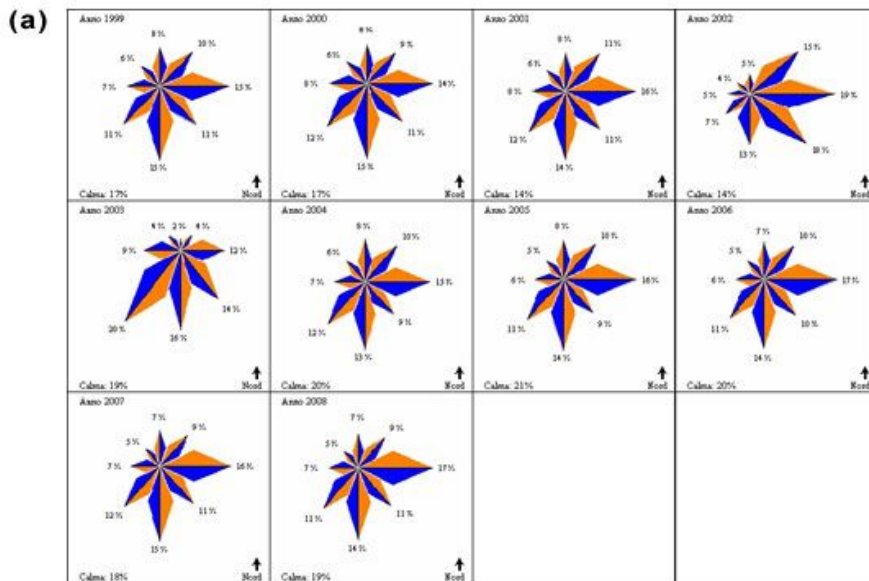 (a)
Anno 1999
8 %
10 %
6 %
7 %
15 %
11 %
11 %
15 %
Calma: 17%
Nord
Anno 2000
8 %
9 %
6 %
8 %
14 %
12 %
11 %
15 %
Calma: 17%
Nord
Anno 2001
8 %
11 %
6 %
8 %
16 %
12 %
11 %
14 %
Calma: 14%
Nord
Anno 2002
5 %
15 %
4 %
5 %
19 %
7 %
18 %
13 %
Calma: 14%
Nord
Anno 2003
4 %
2 %
4 %
9 %
12 %
14 %
20 %
16 %
Calma: 19%
Nord
Anno 2004
8 %
10 %
6 %
7 %
15 %
12 %
9 %
13 %
Calma: 20%
Nord
Anno 2005
8 %
10 %
5 %
6 %
16 %
11 %
9 %
14 %
Calma: 21%
Nord
Anno 2006
7 %
10 %
5 %
6 %
17 %
11 %
10 %
14 %
Calma: 20%
Nord
Anno 2007
7 %
9 %
5 %
7 %
16 %
12 %
11 %
15 %
Calma: 18%
Nord
Anno 2008
7 %
9 %
5 %
7 %
17 %
11 %
11 %
14 %
Calma: 19%
Nord